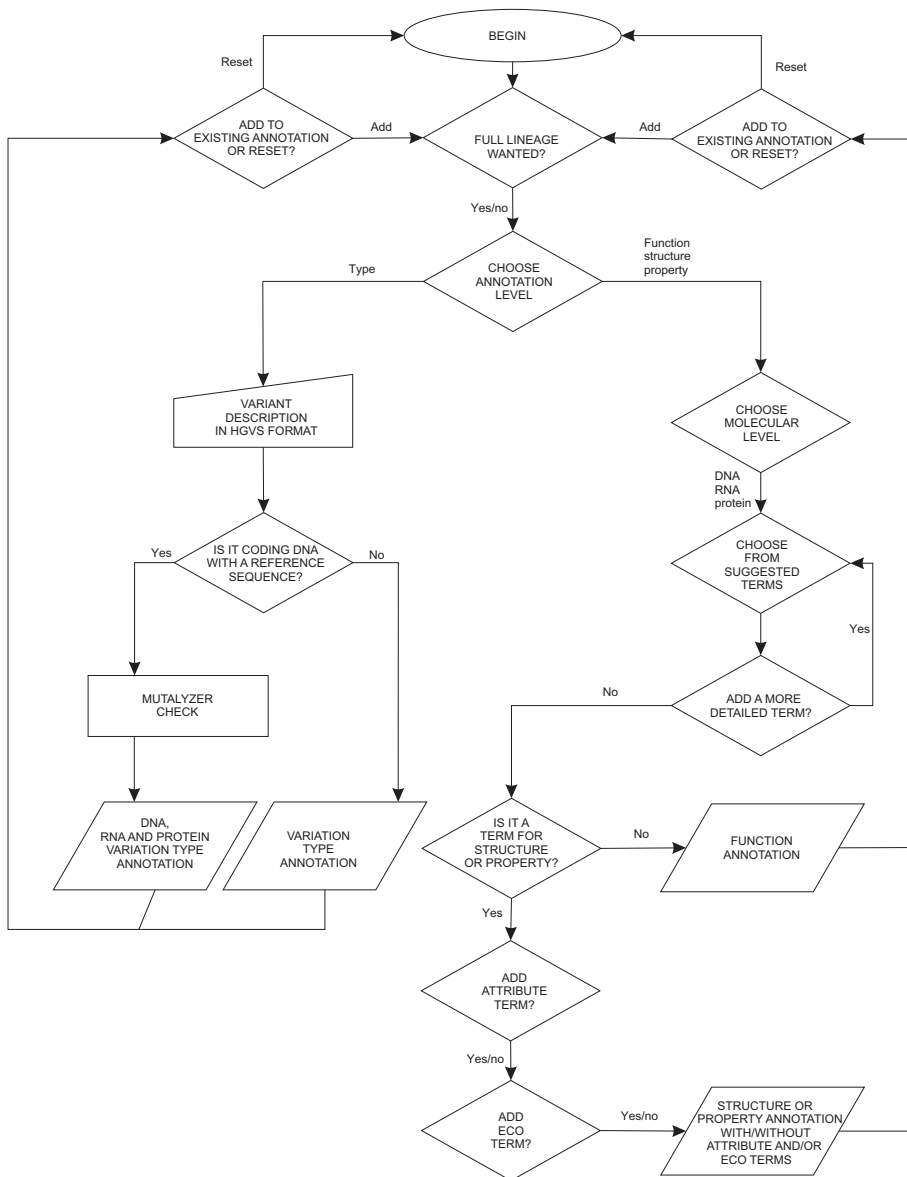 BEGIN
Reset
Reset
ADD TO
EXISTING ANNOTATION
OR RESET?
Add
FULL LINEAGE
WANTED?
Add
ADD TO
EXISTING ANNOTATION
OR RESET?
Yes/no
Type
CHOOSE
ANNOTATION
LEVEL
Function
structure
property
VARIANT
DESCRIPTION
IN HGVS FORMAT
CHOOSE
MOLECULAR
LEVEL
DNA
RNA
protein
Yes
IS IT CODING DNA
WITH A REFERENCE
SEQUENCE?
No
CHOOSE
FROM
SUGGESTED
TERMS
Yes
MUTALYZER
CHECK
No
ADD A MORE
DETAILED TERM?
DNA,
RNA AND PROTEIN
VARIATION TYPE
ANNOTATION
VARIATION
TYPE
ANNOTATION
IS IT A
TERM FOR
STRUCTURE
OR PROPERTY?
No
FUNCTION
ANNOTATION
Yes
ADD
ATTRIBUTE
TERM?
Yes/no
ADD
ECO
TERM?
Yes/no
STRUCTURE OR
PROPERTY ANNOTATION
WITH/WITHOUT
ATTRIBUTE AND/OR
ECO TERMS